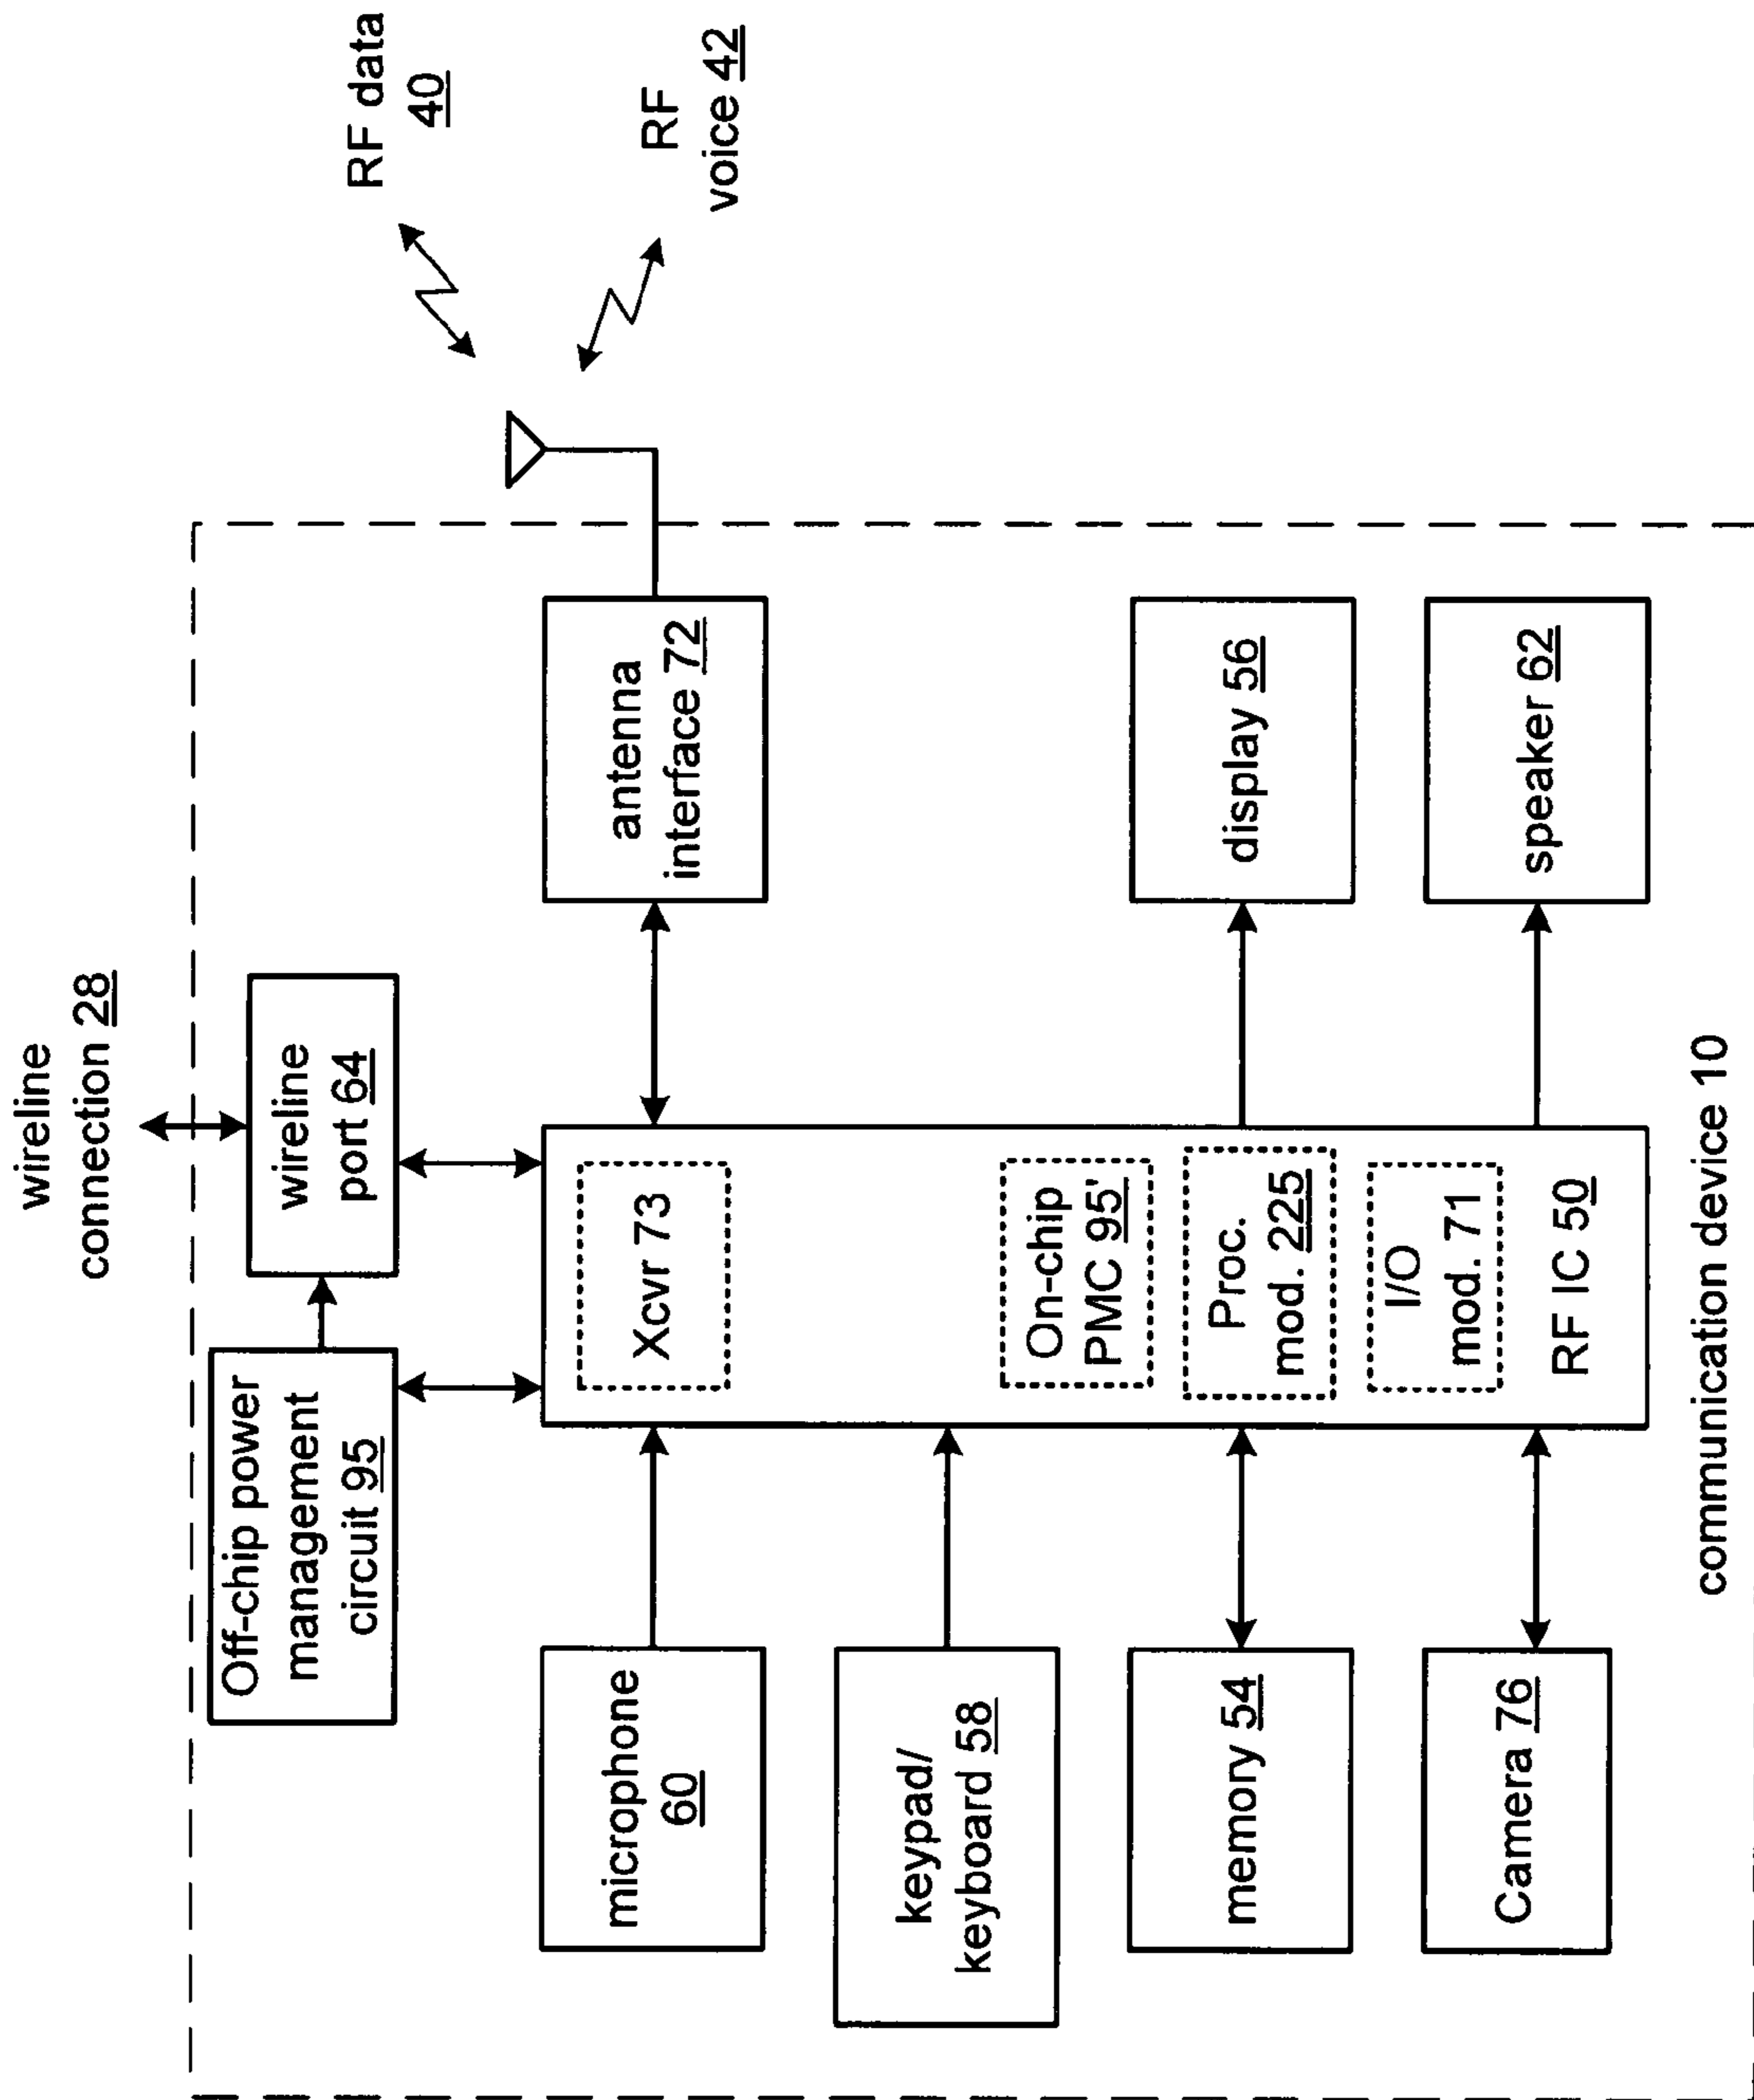 wireline
connection 28
RF data
40
RF
voice 42
Off-chip power
management
circuit 95
wireline
port 64
microphone
60
Xcvr 73
antenna
interface 72
keypad/
keyboard 58
On-chip
PMC 95'
memory 54
Proc.
mod. 225
display 56
Camera 76
I/O
mod. 71
speaker 62
RF IC 50
communication device 10